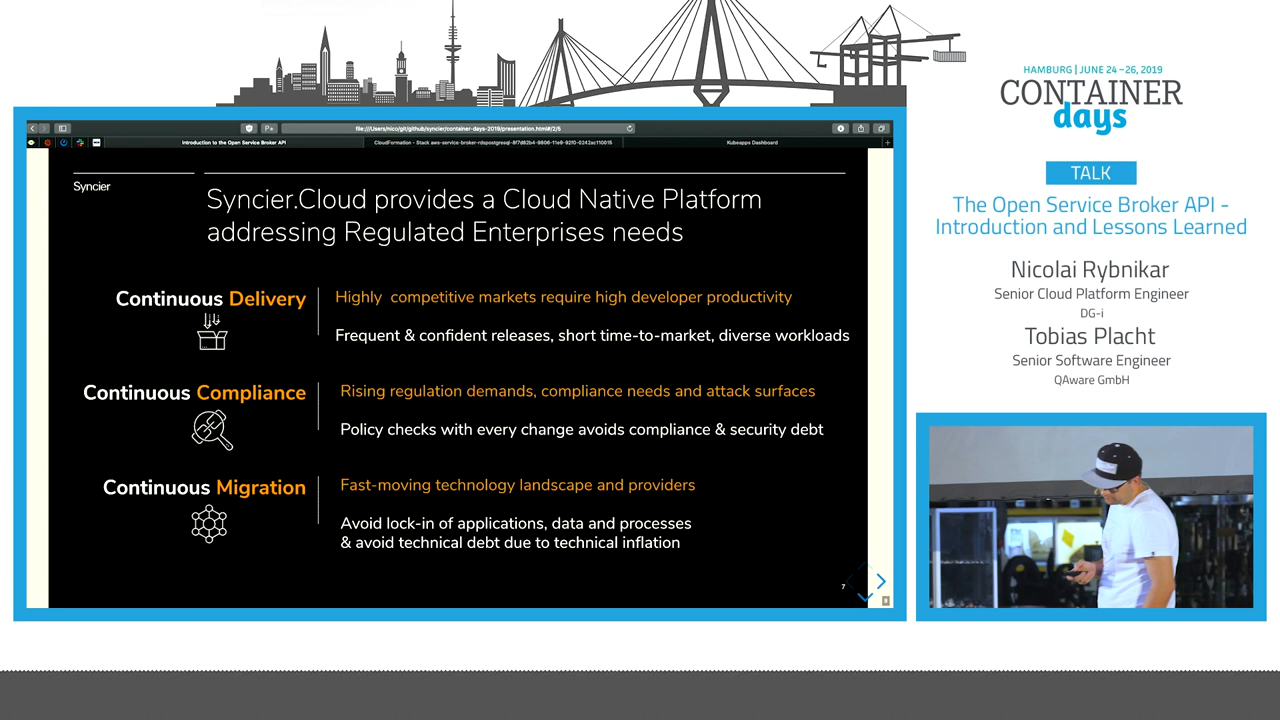 HAMBURG | JUNE 24 – 26, 2019
CONTAINER
days
TALK
The Open Service Broker API -
Introduction and Lessons Learned
Nicolai Rybnikar
Senior Cloud Platform Engineer
DG-i
Tobias Placht
Senior Software Engineer
QAware GmbH
Introduction to the Open Service Broker API
Kubeapps Dashboard
Syncier
Syncier.Cloud provides a Cloud Native Platform
addressing Regulated Enterprises needs
Continuous Delivery
Highly competitive markets require high developer productivity
Frequent & confident releases, short time-to-market, diverse workloads
Continuous Compliance
Rising regulation demands, compliance needs and attack surfaces
Policy checks with every change avoids compliance & security debt
Continuous Migration
Fast-moving technology landscape and providers
Avoid lock-in of applications, data and processes
& avoid technical debt due to technical inflation
7